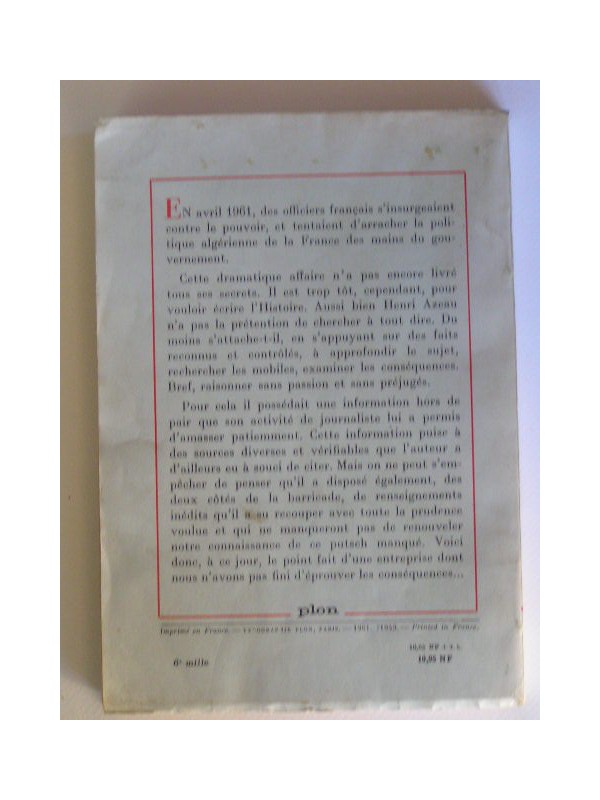 EN avril 1961, des officiers français s'insurgeaient
contre le pouvoir, et tentaient d'arracher la poli-
tique algérienne de la France des mains du gou-
vernement.
Cette dramatique affaire n'a pas encore livré
tous ses secrets. Il est trop tôt, cependant, pour
vouloir écrire l'Histoire. Aussi bien Henri Azeau
n'a pas la prétention de chercher à tout dire. Du
moins s'attache-t-il, en s'appuyant sur des faits
reconnus et contrôlés, à approfondir le sujet,
rechercher les mobiles, examiner les conséquences.
Bref, raisonner sans passion et sans préjugés.
Pour cela il possédait une information hors de
pair que son activité de journaliste lui a permis
d'amasser patiemment. Cette information puise à
des sources diverses et vérifiables que l'auteur a
d'ailleurs eu à souci de citer. Mais on ne peut s'em-
pêcher de penser qu'il a disposé également, des
deux côtés de la barricade, de renseignements
inédits qu'il a su recouper avec toute la prudence
voulue et qui ne manqueront pas de renouveler
notre connaissance de ce putsch manqué. Voici
donc, à ce jour, le point fait d'une entreprise dont
nous n'avons pas fini d'éprouver les conséquences...
plon
Imprimé en France. — PLON, PARIS. — 1961. — Printed in France.
6e mille
10,95 NF